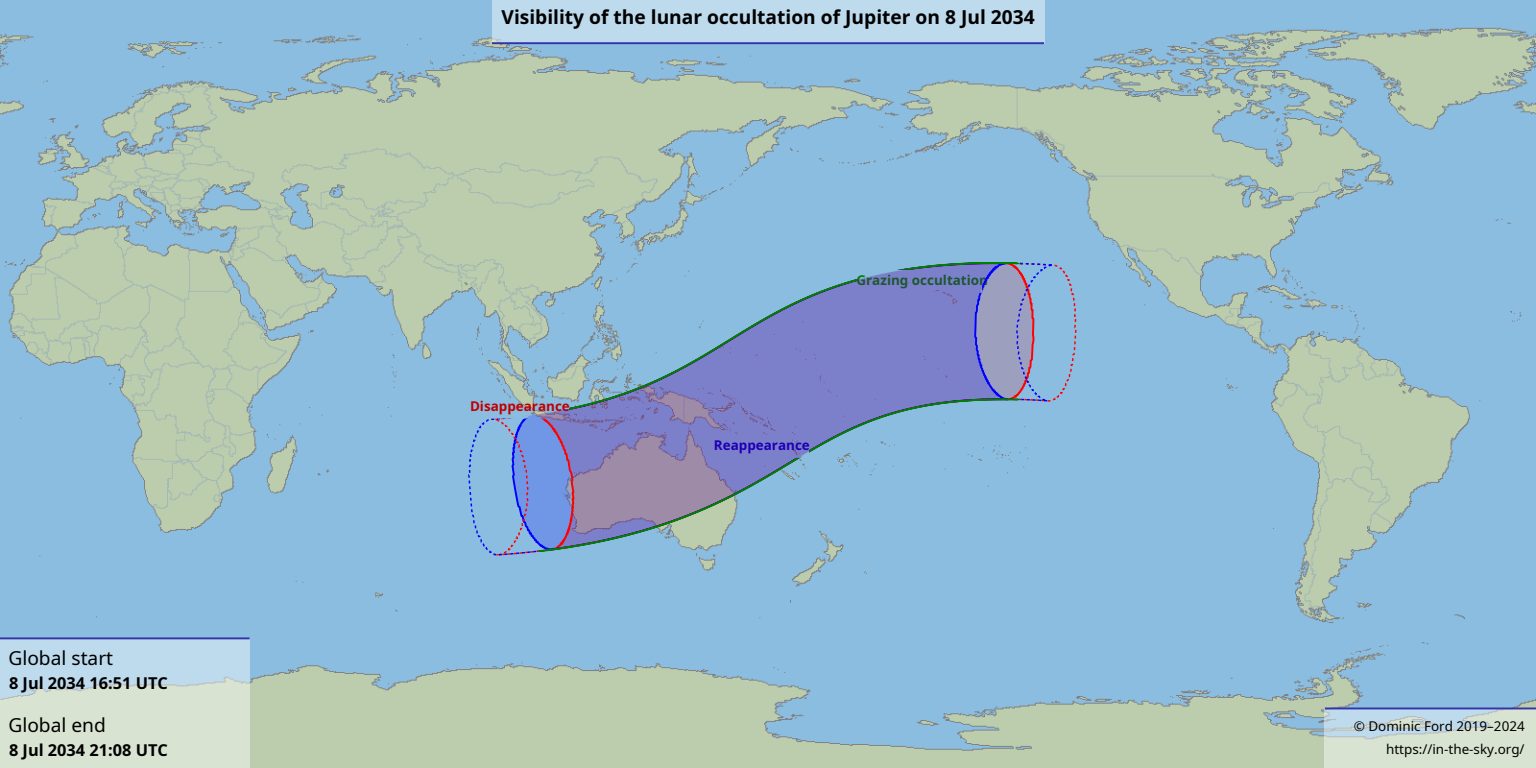 Visibility of the lunar occultation of Jupiter on 8 Jul 2034
Grazing occultation
Disappearance
Reappearance
Global start
8 Jul 2034 16:51 UTC
Global end
8 Jul 2034 21:08 UTC
© Dominic Ford 2019–2024
https://in-the-sky.org/